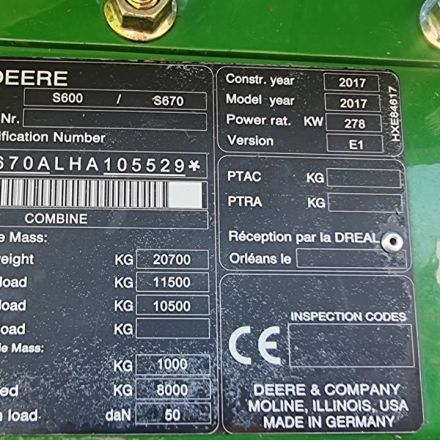 DEERE
S600 / S670
Nr.
ification Number
670ALHA105529*
COMBINE
e Mass:
eight KG 20700
load KG 11500
load KG 10500
load KG
le Mass:
KG 1000
ed KG 8000
n load daN 50
Constr. year 2017
Model year 2017
Power rat. KW 278
Version E1
HXE84617
PTAC KG
PTRA KG
Réception par la DREAL
Orléans le
INSPECTION CODES
CE
DEERE & COMPANY
MOLINE, ILLINOIS, USA
MADE IN GERMANY